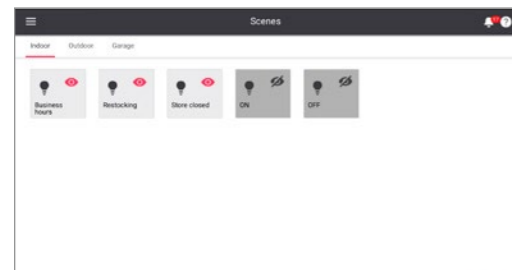 Scenes
?
Indoor Outdoor Garage
Business
hours
Restocking
Store closed
ON
OFF